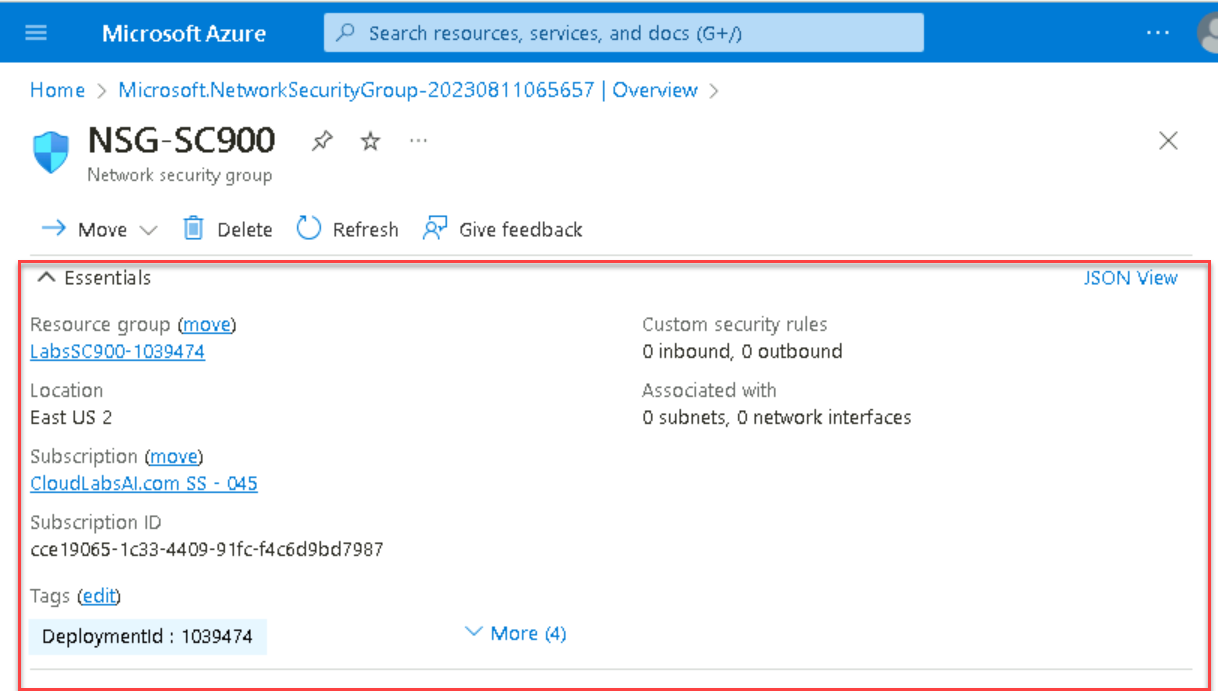 Microsoft Azure
Search resources, services, and docs (G+/)
Home > Microsoft.NetworkSecurityGroup-20230811065657 | Overview >
NSG-SC900
Network security group
Move
Delete
Refresh
Give feedback
Essentials
JSON View
Resource group (move)
LabsSC900-1039474
Location
East US 2
Subscription (move)
CloudLabsAI.com SS - 045
Subscription ID
cce19065-1c33-4409-91fc-f4c6d9bd7987
Custom security rules
0 inbound, 0 outbound
Associated with
0 subnets, 0 network interfaces
Tags (edit)
DeploymentId : 1039474
More (4)